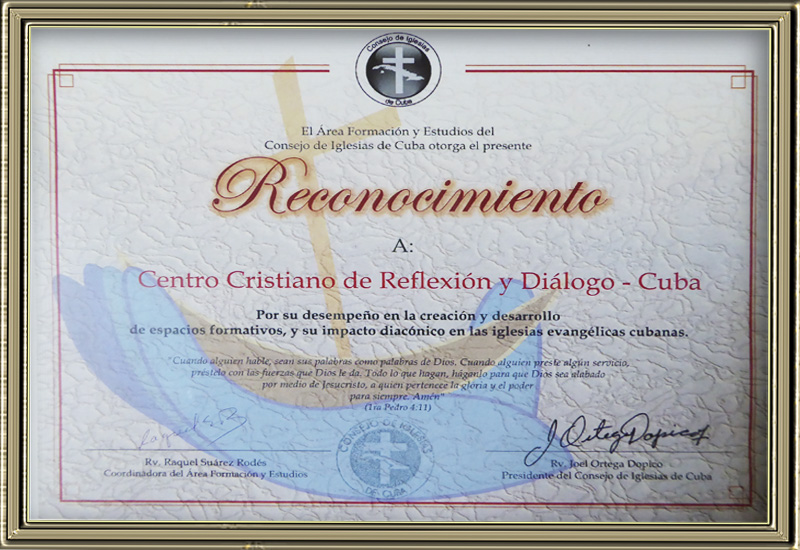 Consejo de Iglesias
de Cuba
El Área Formación y Estudios del
Consejo de Iglesias de Cuba otorga el presente
Reconocimiento
A:
Centro Cristiano de Reflexión y Diálogo - Cuba
Por su desempeño en la creación y desarrollo
de espacios formativos, y su impacto diacónico en las iglesias evangélicas cubanas.
"Cuando alguien hable, sean sus palabras como palabras de Dios. Cuando alguien preste algún servicio,
préstelo con las fuerzas que Dios le da. Todo lo que hagan, háganlo para que Dios sea alabado
por medio de Jesucristo, a quien pertenece la gloria y el poder
para siempre. Amén"
(1ra Pedro 4:11)
J Ortega Dopico
CONSEJO DE IGLESIAS
DE CUBA
Rv. Raquel Suárez Rodés
Coordinadora del Área Formación y Estudios
Rv. Joel Ortega Dopico
Presidente del Consejo de Iglesias de Cuba